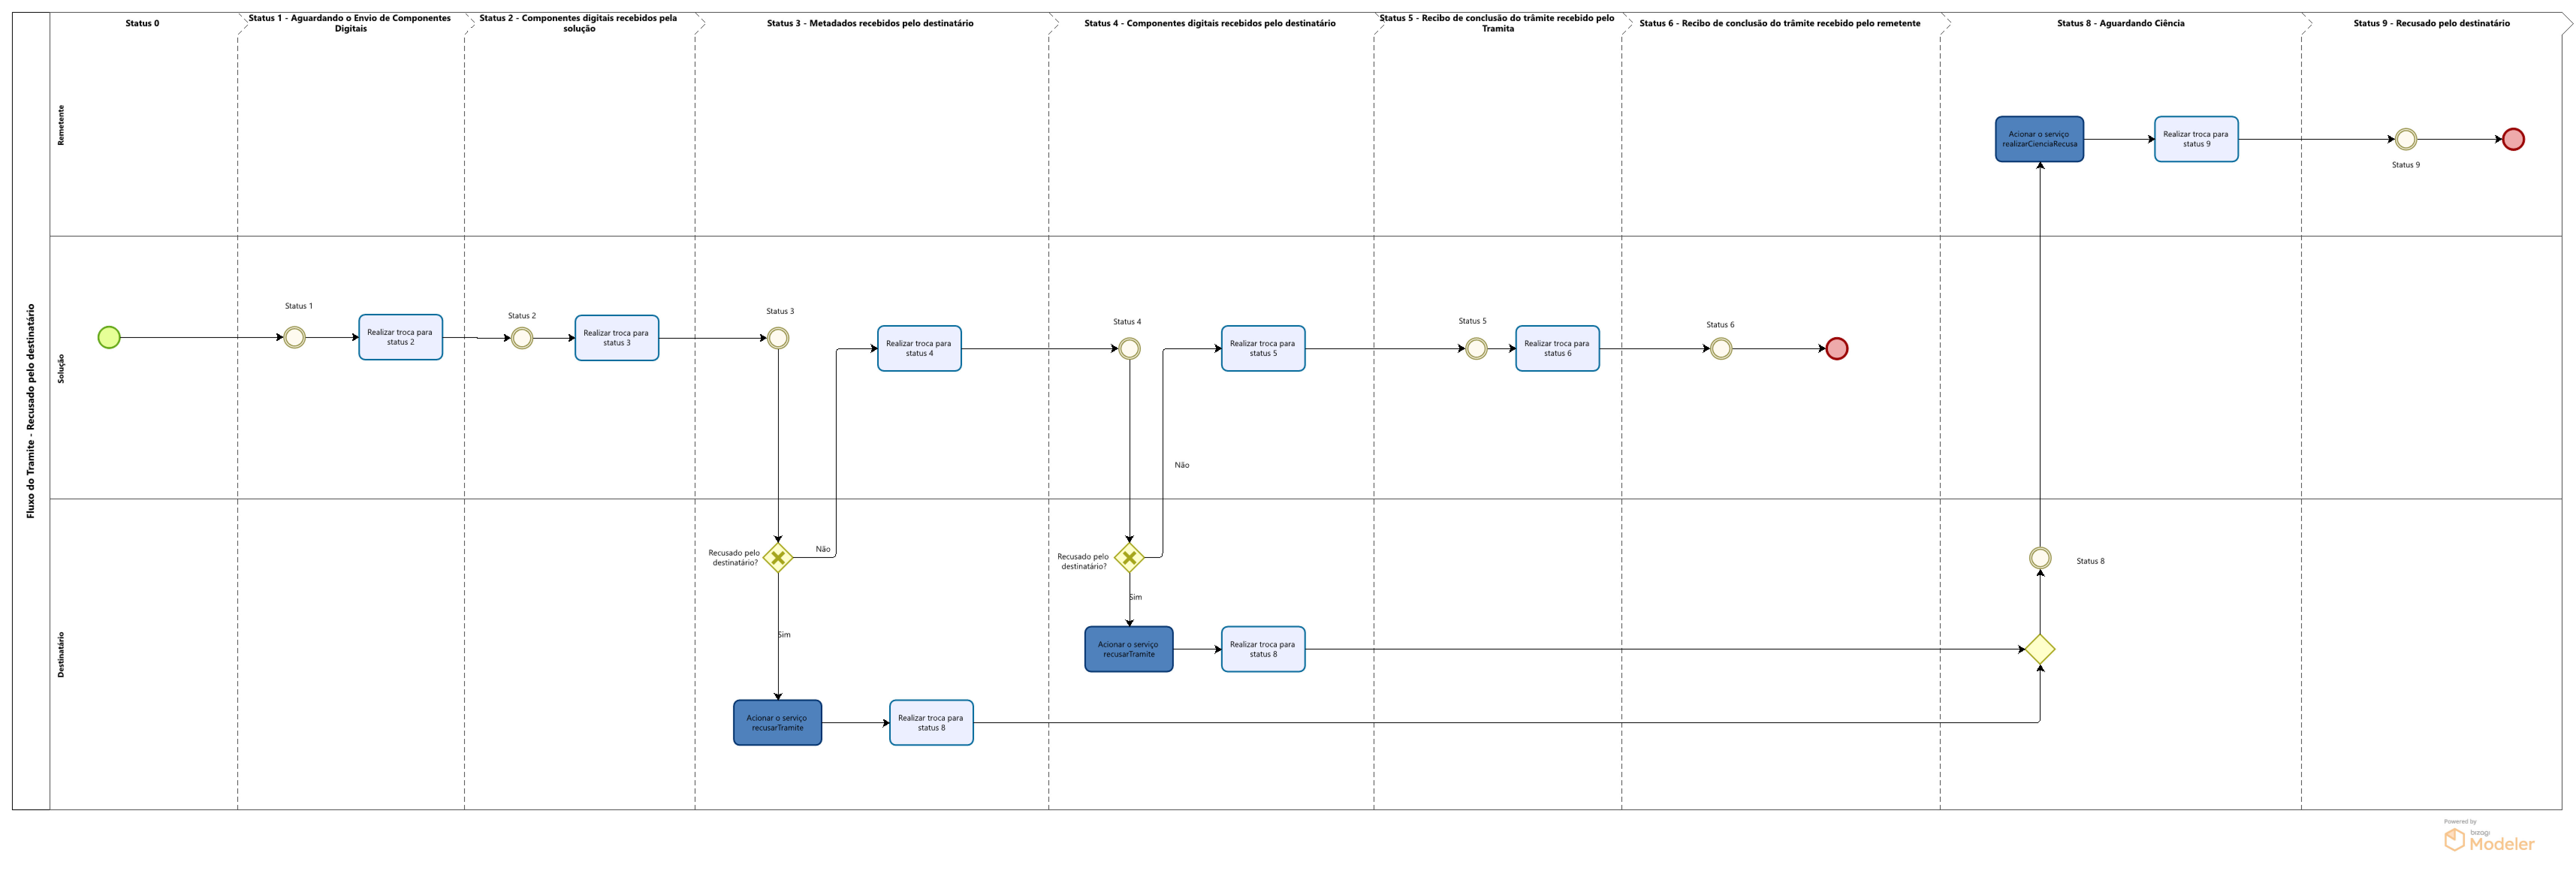 Fluxo do Tramite - Recusado pelo destinatário
Status 0
Status 1 - Aguardando o Envio de Componentes
Digitais
Status 2 - Componentes digitais recebidos pela
solução
Status 3 - Metadados recebidos pelo destinatário
Status 4 - Componentes digitais recebidos pelo destinatário
Status 5 - Recibo de conclusão do trâmite recebido pelo
Tramita
Status 6 - Recibo de conclusão do trâmite recebido pelo remetente
Status 8 - Aguardando Ciência
Status 9 - Recusado pelo destinatário
Remetente
Acionar o serviço
realizarCienciaRecusa
Realizar troca para
status 9
Status 9
Solução
Status 1
Realizar troca para
status 2
Status 2
Realizar troca para
status 3
Status 3
Realizar troca para
status 4
Status 4
Realizar troca para
status 5
Status 5
Realizar troca para
status 6
Status 6
Não
Destinatário
Recusado pelo
destinatário?
Não
Sim
Recusado pelo
destinatário?
Sim
Status 8
Acionar o serviço
recusarTramite
Realizar troca para
status 8
Acionar o serviço
recusarTramite
Realizar troca para
status 8
Powered by
bizagi
Modeler